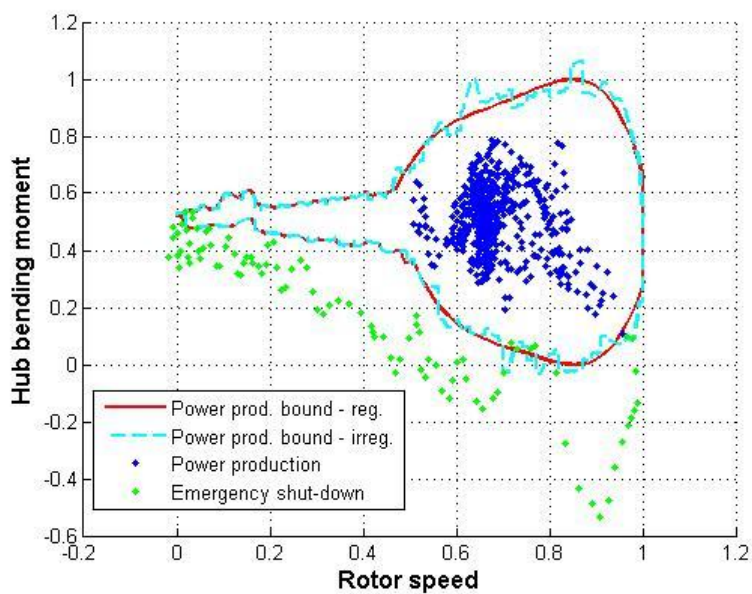 1.2
1
0.8
0.6
0.4
0.2
0
-0.2
-0.4
-0.6
Hub bending moment
Power prod. bound - reg.
Power prod. bound - irreg.
Power production
Emergency shut-down
-0.2 0 0.2 0.4 0.6 0.8 1 1.2
Rotor speed